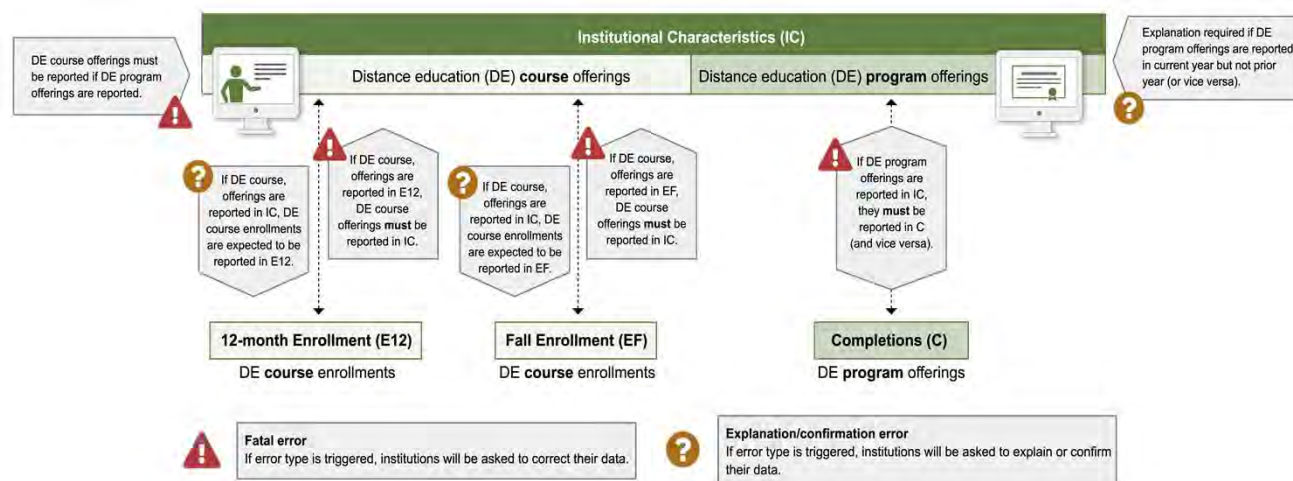 Institutional Characteristics (IC)
DE course offerings must
be reported if DE program
offerings are reported.
Distance education (DE) course offerings
Distance education (DE) program offerings
Explanation required if DE
program offerings are reported
in current year but not prior
year (or vice versa).
If DE course,
offerings are
reported in IC, DE
course enrollments
are expected to be
reported in E12.
If DE course,
offerings are
reported in E12,
DE course
offerings must be
reported in IC.
If DE course,
offerings are
reported in IC, DE
course enrollments
are expected to be
reported in EF.
If DE course,
offerings are
reported in EF,
DE course
offerings must be
reported in IC.
If DE program
offerings are
reported in IC,
they must be
reported in C
(and vice versa).
12-month Enrollment (E12)
DE course enrollments
Fall Enrollment (EF)
DE course enrollments
Completions (C)
DE program offerings
Fatal error
If error type is triggered, institutions will be asked to correct their data.
Explanation/confirmation error
If error type is triggered, institutions will be asked to explain or confirm
their data.